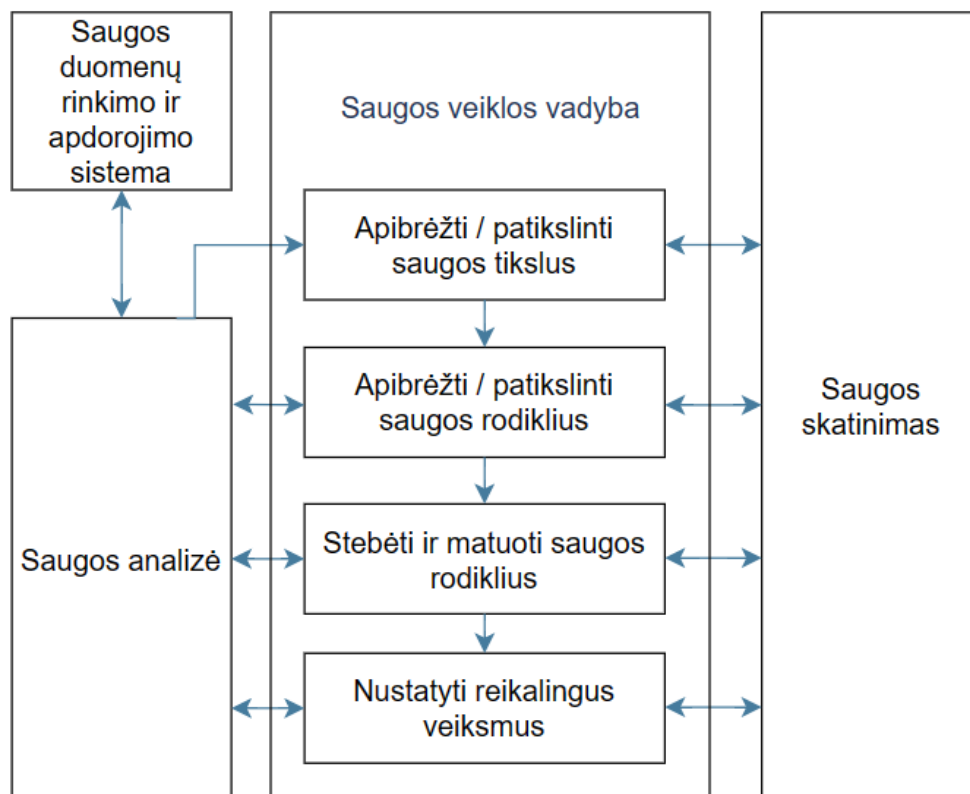 Saugos
duomenų
rinkimo ir
apdorojimo
sistema
Saugos veiklos vadyba
Apibrėžti / patikslinti
saugos tikslus
Apibrėžti / patikslinti
saugos rodiklius
Saugos
skatinimas
Saugos analizė
Stebėti ir matuoti saugos
rodiklius
Nustatyti reikalingus
veiksmus